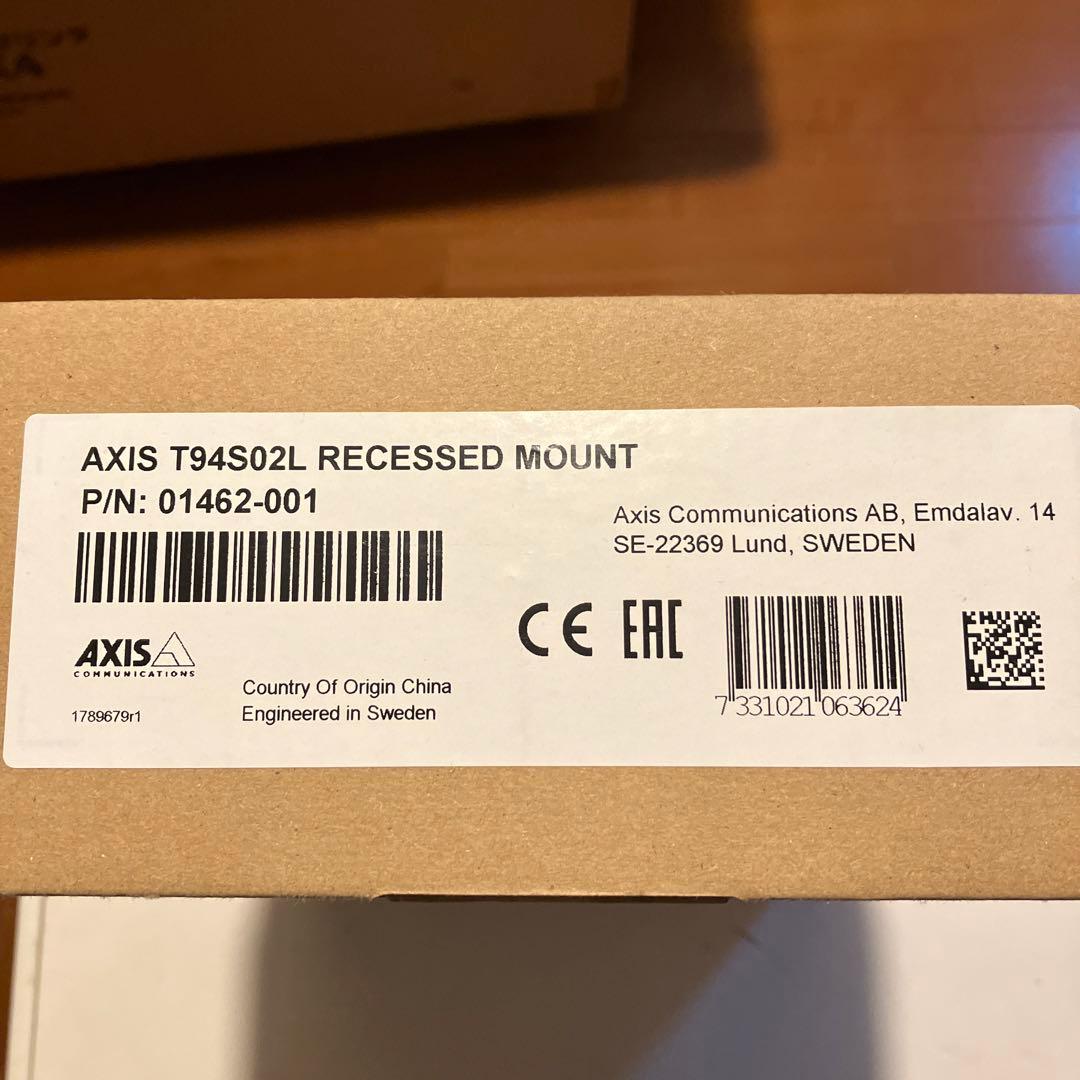 AXIS T94S02L RECESSED MOUNT
P/N: 01462-001
Axis Communications AB, Emdalav. 14
SE-22369 Lund, SWEDEN
CE EAC
AXIS
COMMUNICATIONS
7 331021 063624
Country Of Origin China
Engineered in Sweden
1789679r1